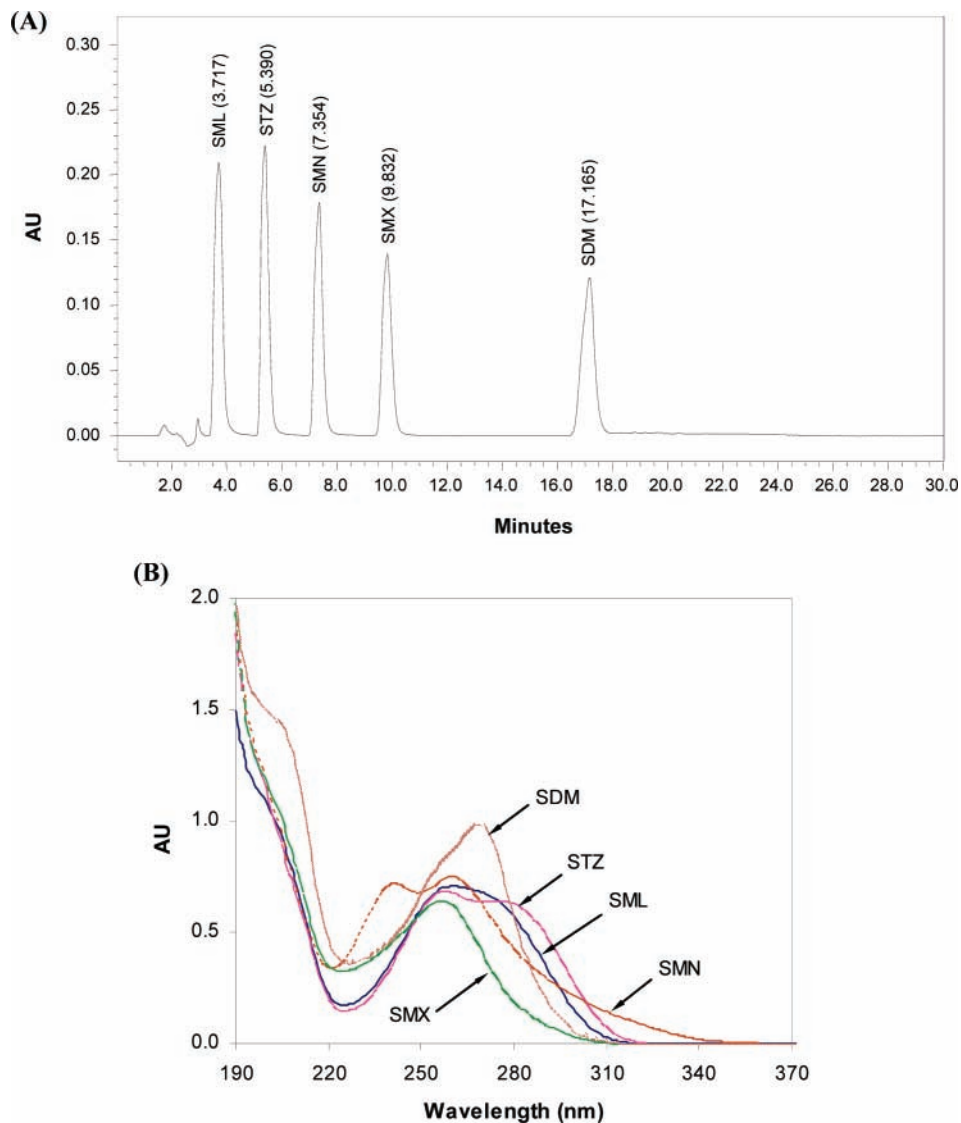 (A)
0.30
0.25
0.20
0.15
0.10
0.05
0.00
AU
SML (3.717)
STZ (5.390)
SMN (7.354)
SMX (9.832)
SDM (17.165)
2.0 4.0 6.0 8.0 10.0 12.0 14.0 16.0 18.0 20.0 22.0 24.0 26.0 28.0 30.0
Minutes
(B)
2.0
1.5
1.0
0.5
0.0
AU
SDM
STZ
SML
SMN
SMX
190 220 250 280 310 340 370
Wavelength (nm)